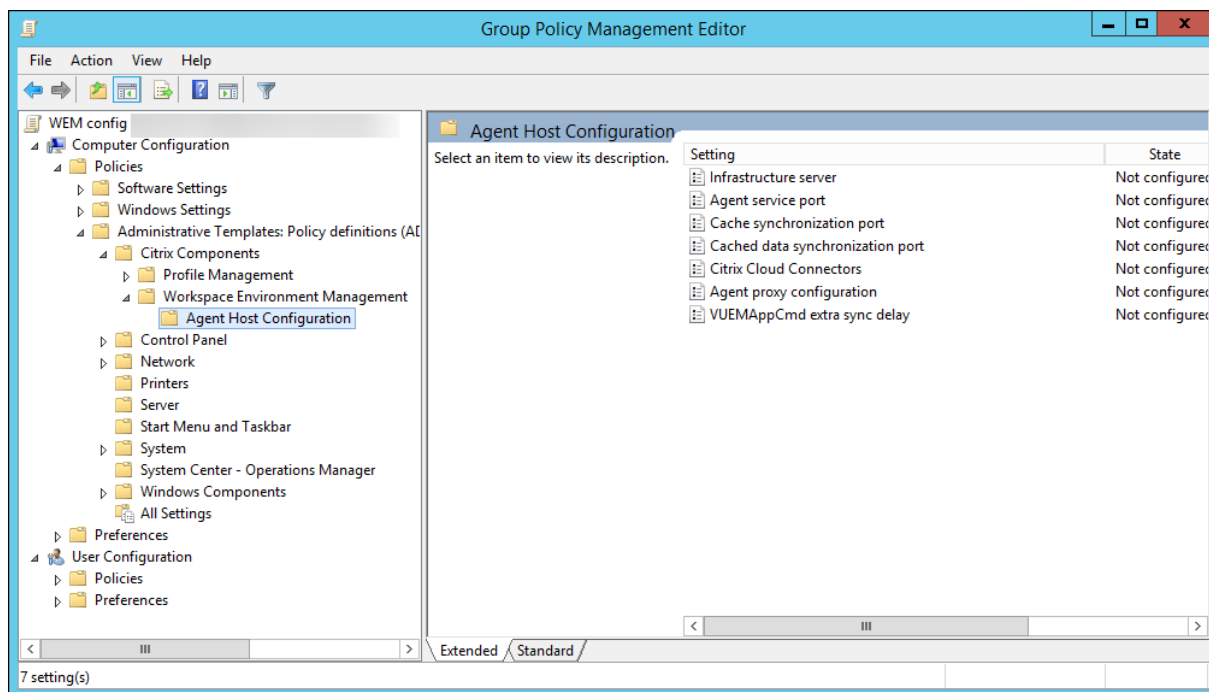 Group Policy Management Editor
File Action View Help
WEM config
Computer Configuration
Policies
Software Settings
Windows Settings
Administrative Templates: Policy definitions (AD
Citrix Components
Profile Management
Workspace Environment Management
Agent Host Configuration
Control Panel
Network
Printers
Server
Start Menu and Taskbar
System
System Center - Operations Manager
Windows Components
All Settings
Preferences
User Configuration
Policies
Preferences
Agent Host Configuration
Select an item to view its description.
Setting State
Infrastructure server Not configured
Agent service port Not configured
Cache synchronization port Not configured
Cached data synchronization port Not configured
Citrix Cloud Connectors Not configured
Agent proxy configuration Not configured
VUEMAppCmd extra sync delay Not configured
Extended Standard
7 setting(s)